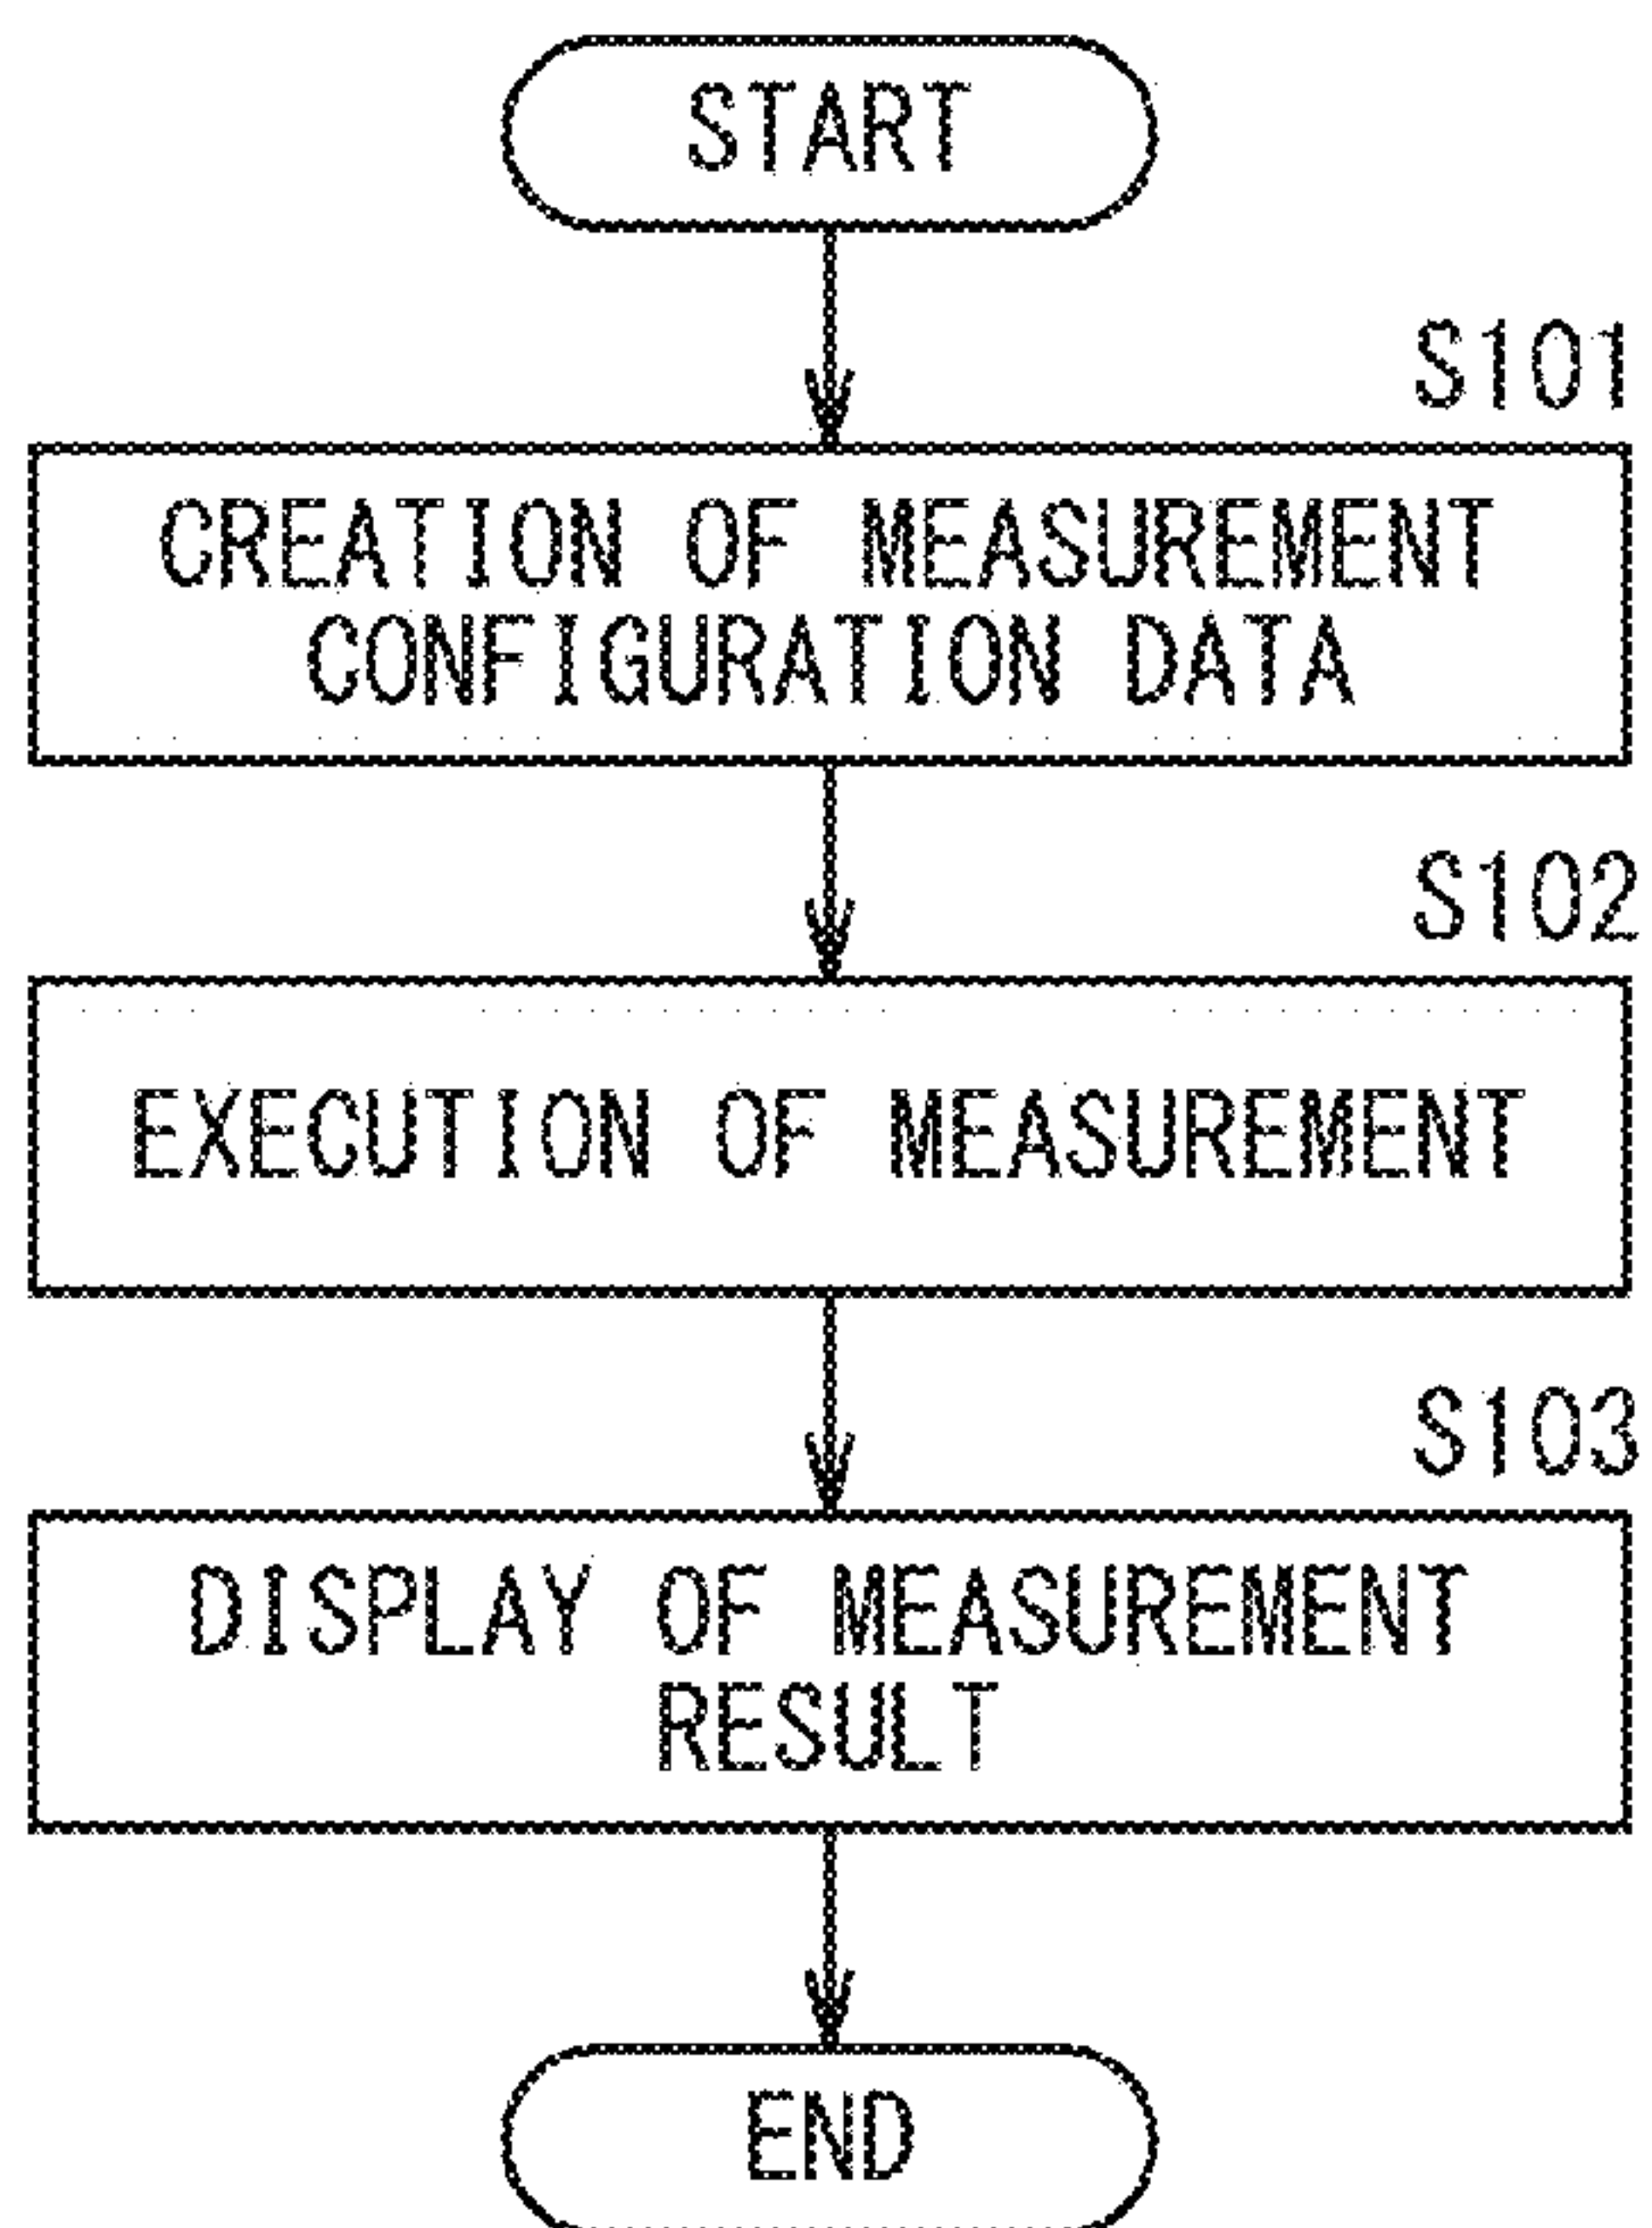 START
S101
CREATION OF MEASUREMENT
CONFIGURATION DATA
S102
EXECUTION OF MEASUREMENT
S103
DISPLAY OF MEASUREMENT
RESULT
END